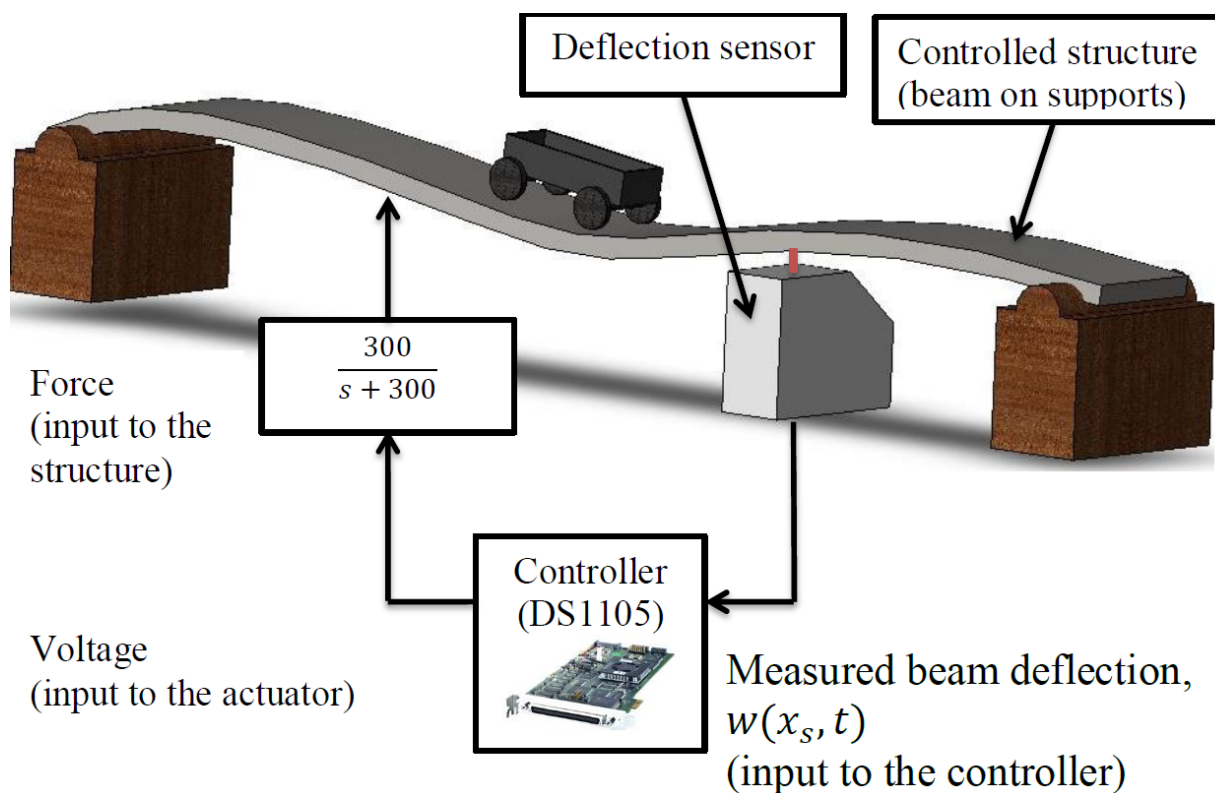 Deflection sensor
Controlled structure
(beam on supports)
300
s + 300
Force
(input to the
structure)
Controller
(DS1105)
Voltage
(input to the actuator)
Measured beam deflection,
w(xₛ, t)
(input to the controller)